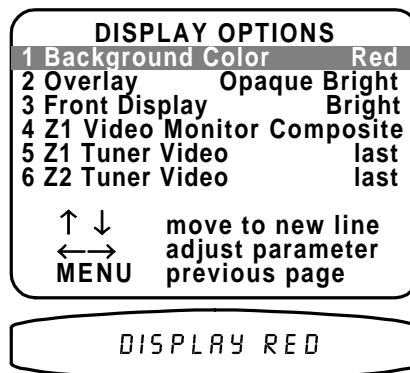 DISPLAY OPTIONS
1 Background Color Red
2 Overlay Opaque Bright
3 Front Display Bright
4 Z1 Video Monitor Composite
5 Z1 Tuner Video last
6 Z2 Tuner Video last
↑ ↓ move to new line
←→ adjust parameter
MENU previous page
DISPLAY RED